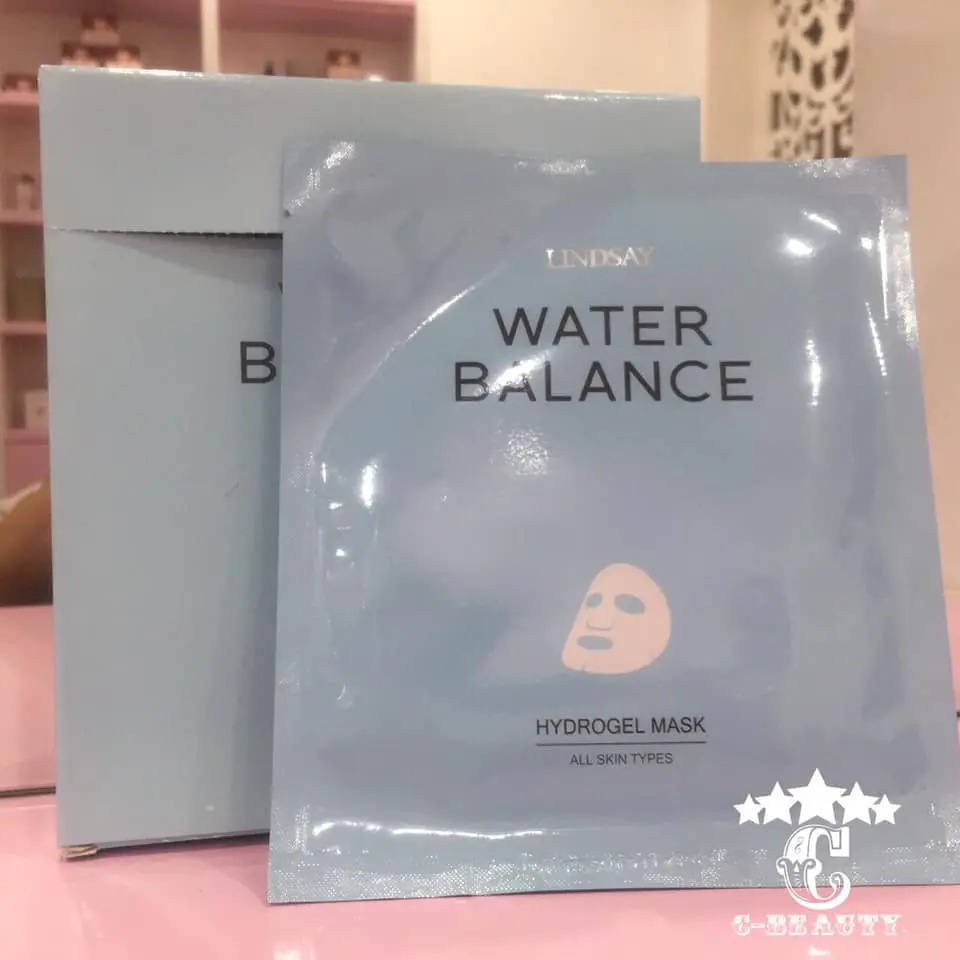 LINDSAY
WATER
BALANCE
B
HYDROGEL MASK
ALL SKIN TYPES
C
C-BEAUTY